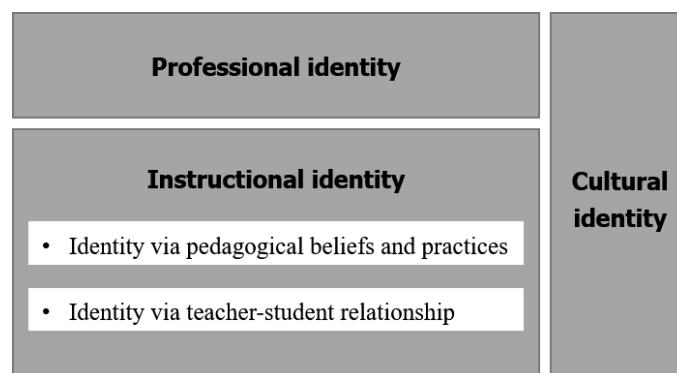 Professional identity
Instructional identity
• Identity via pedagogical beliefs and practices
• Identity via teacher-student relationship
Cultural
identity